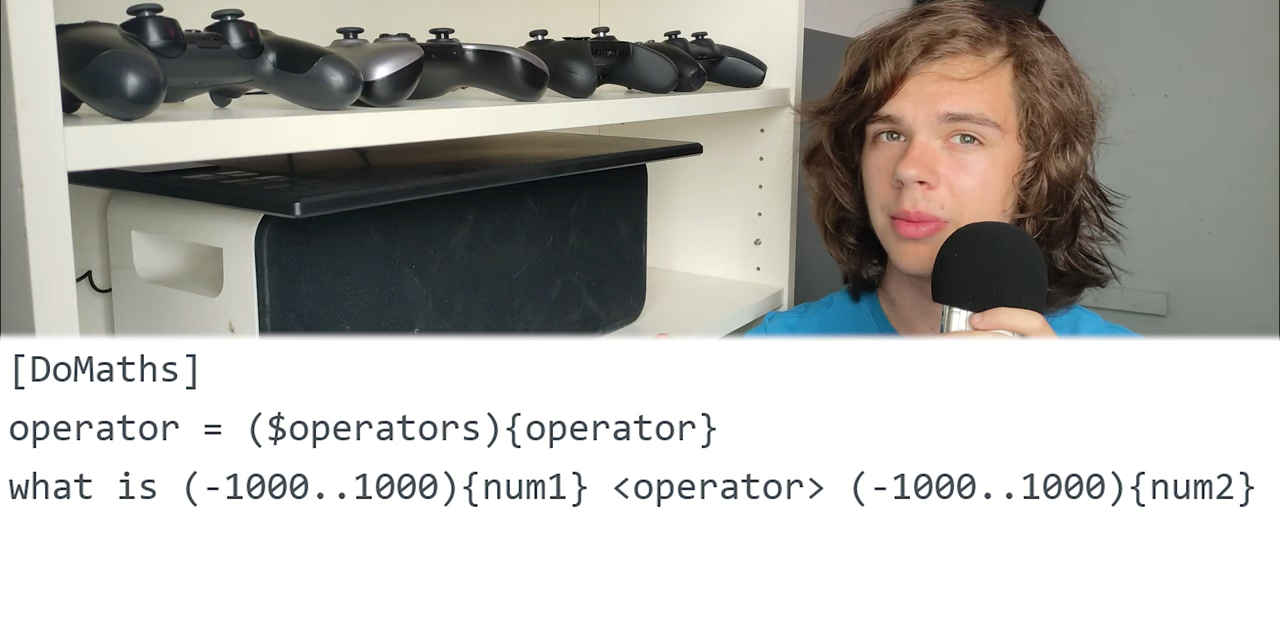 [DoMaths]
operator = ($operators){operator}
what is (-1000..1000){num1} <operator> (-1000..1000){num2}